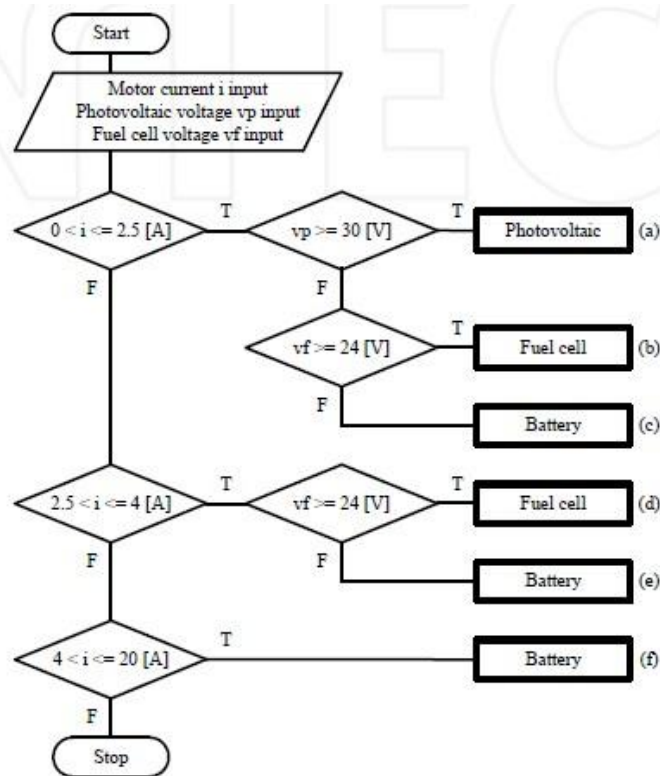 Start
Motor current i input
Photovoltaic voltage vp input
Fuel cell voltage vf input
0 < i <= 2.5 [A]
T
vp >= 30 [V]
T
Photovoltaic
(a)
F
F
vf >= 24 [V]
T
Fuel cell
(b)
F
Battery
(c)
2.5 < i <= 4 [A]
T
vf >= 24 [V]
T
Fuel cell
(d)
F
F
Battery
(e)
4 < i <= 20 [A]
T
Battery
(f)
F
Stop